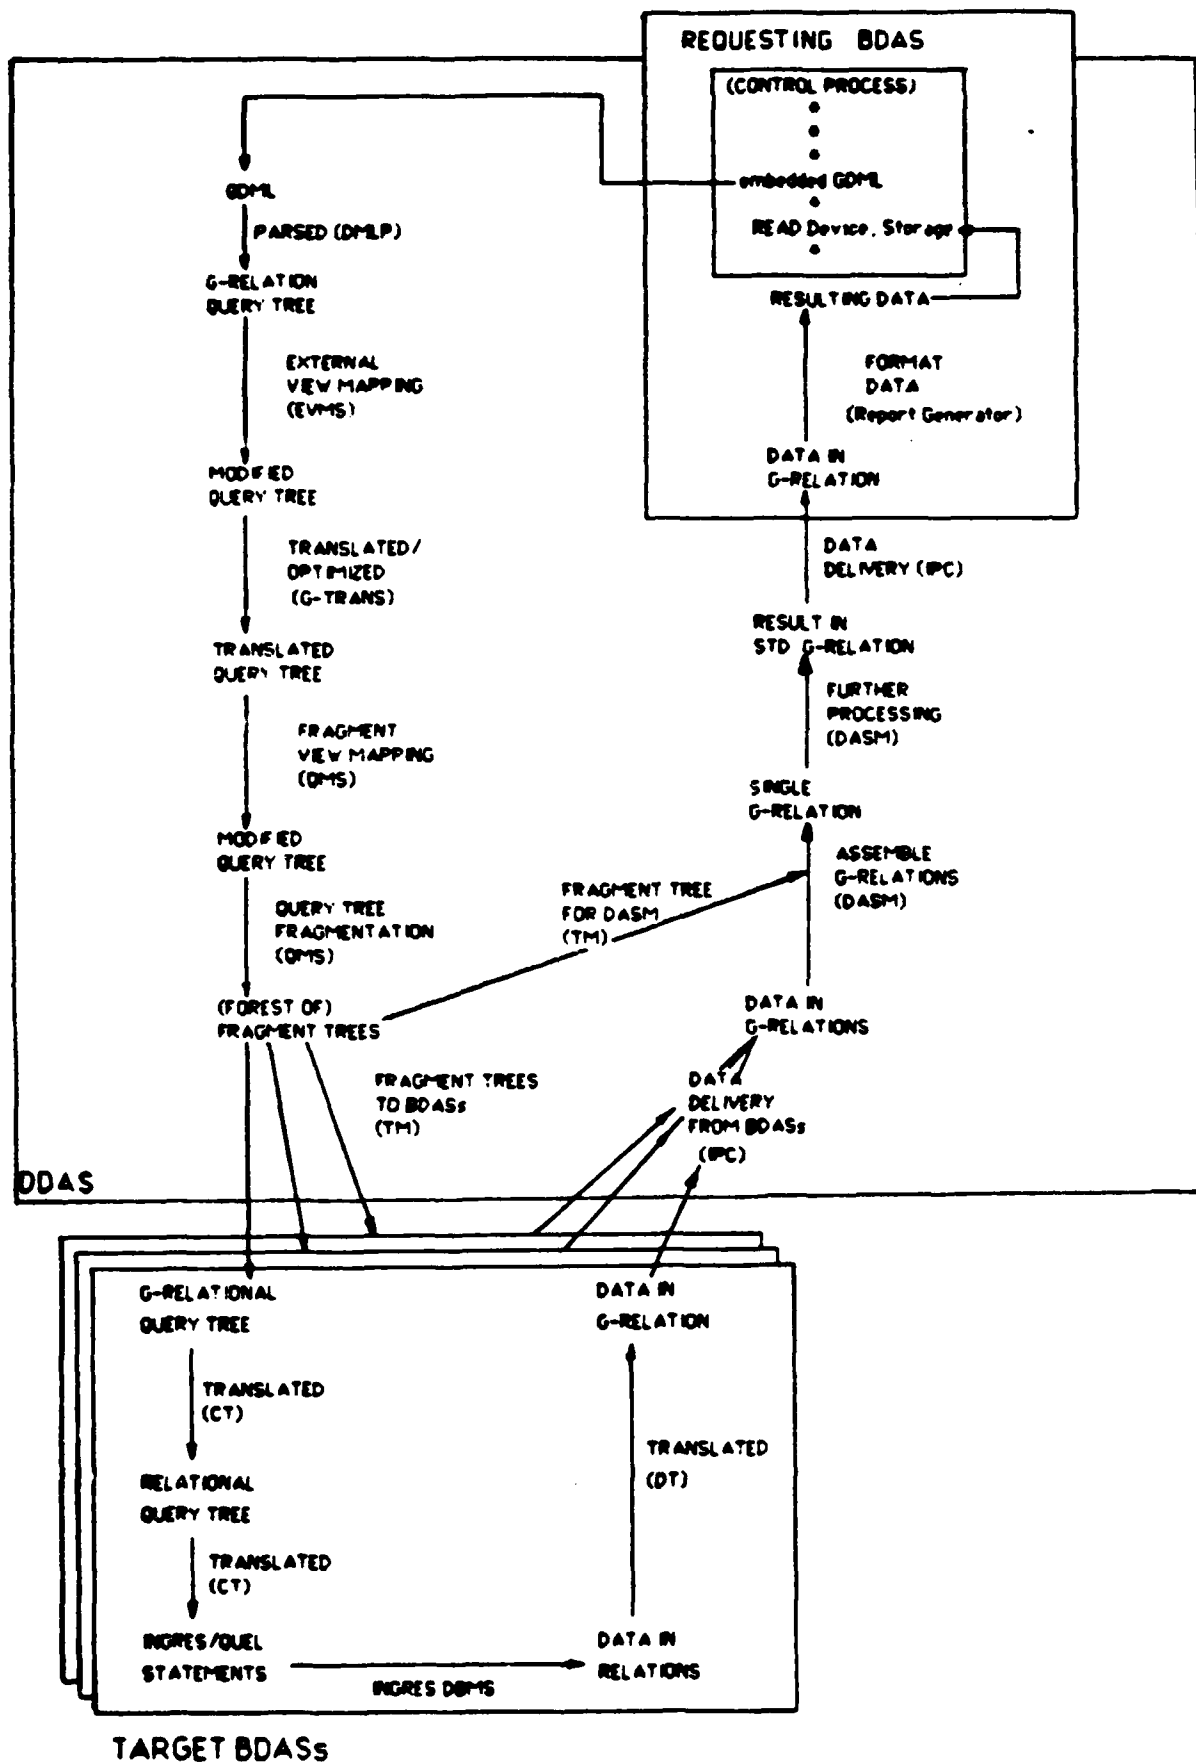 REQUESTING BDAS
(CONTROL PROCESS)
embedded GDML
READ Device, Storage
RESULTING DATA
FORMAT
DATA
(Report Generator)
DATA IN
G-RELATION
DATA
DELIVERY (IPC)
RESULT IN
STD G-RELATION
FURTHER
PROCESSING
(DASM)
SINGLE
G-RELATION
ASSEMBLE
G-RELATIONS
(DASM)
DATA IN
G-RELATIONS
DATA
DELIVERY
FROM BDASs
(IPC)
GDML
PARSED (DMLP)
G-RELATION
QUERY TREE
EXTERNAL
VIEW MAPPING
(EVMS)
MODIFIED
QUERY TREE
TRANSLATED/
OPTIMIZED
(G-TRANS)
TRANSLATED
QUERY TREE
FRAGMENT
VIEW MAPPING
(QMS)
MODIFIED
QUERY TREE
QUERY TREE
FRAGMENTATION
(QMS)
(FOREST OF)
FRAGMENT TREES
FRAGMENT TREE
FOR DASM
(TM)
FRAGMENT TREES
TO BDASs
(TM)
DDAS
G-RELATIONAL
QUERY TREE
TRANSLATED
(CT)
RELATIONAL
QUERY TREE
TRANSLATED
(CT)
INGRES/QUEL
STATEMENTS
INGRES DBMS
DATA IN
RELATIONS
TRANSLATED
(DT)
DATA IN
G-RELATION
TARGET BDASs